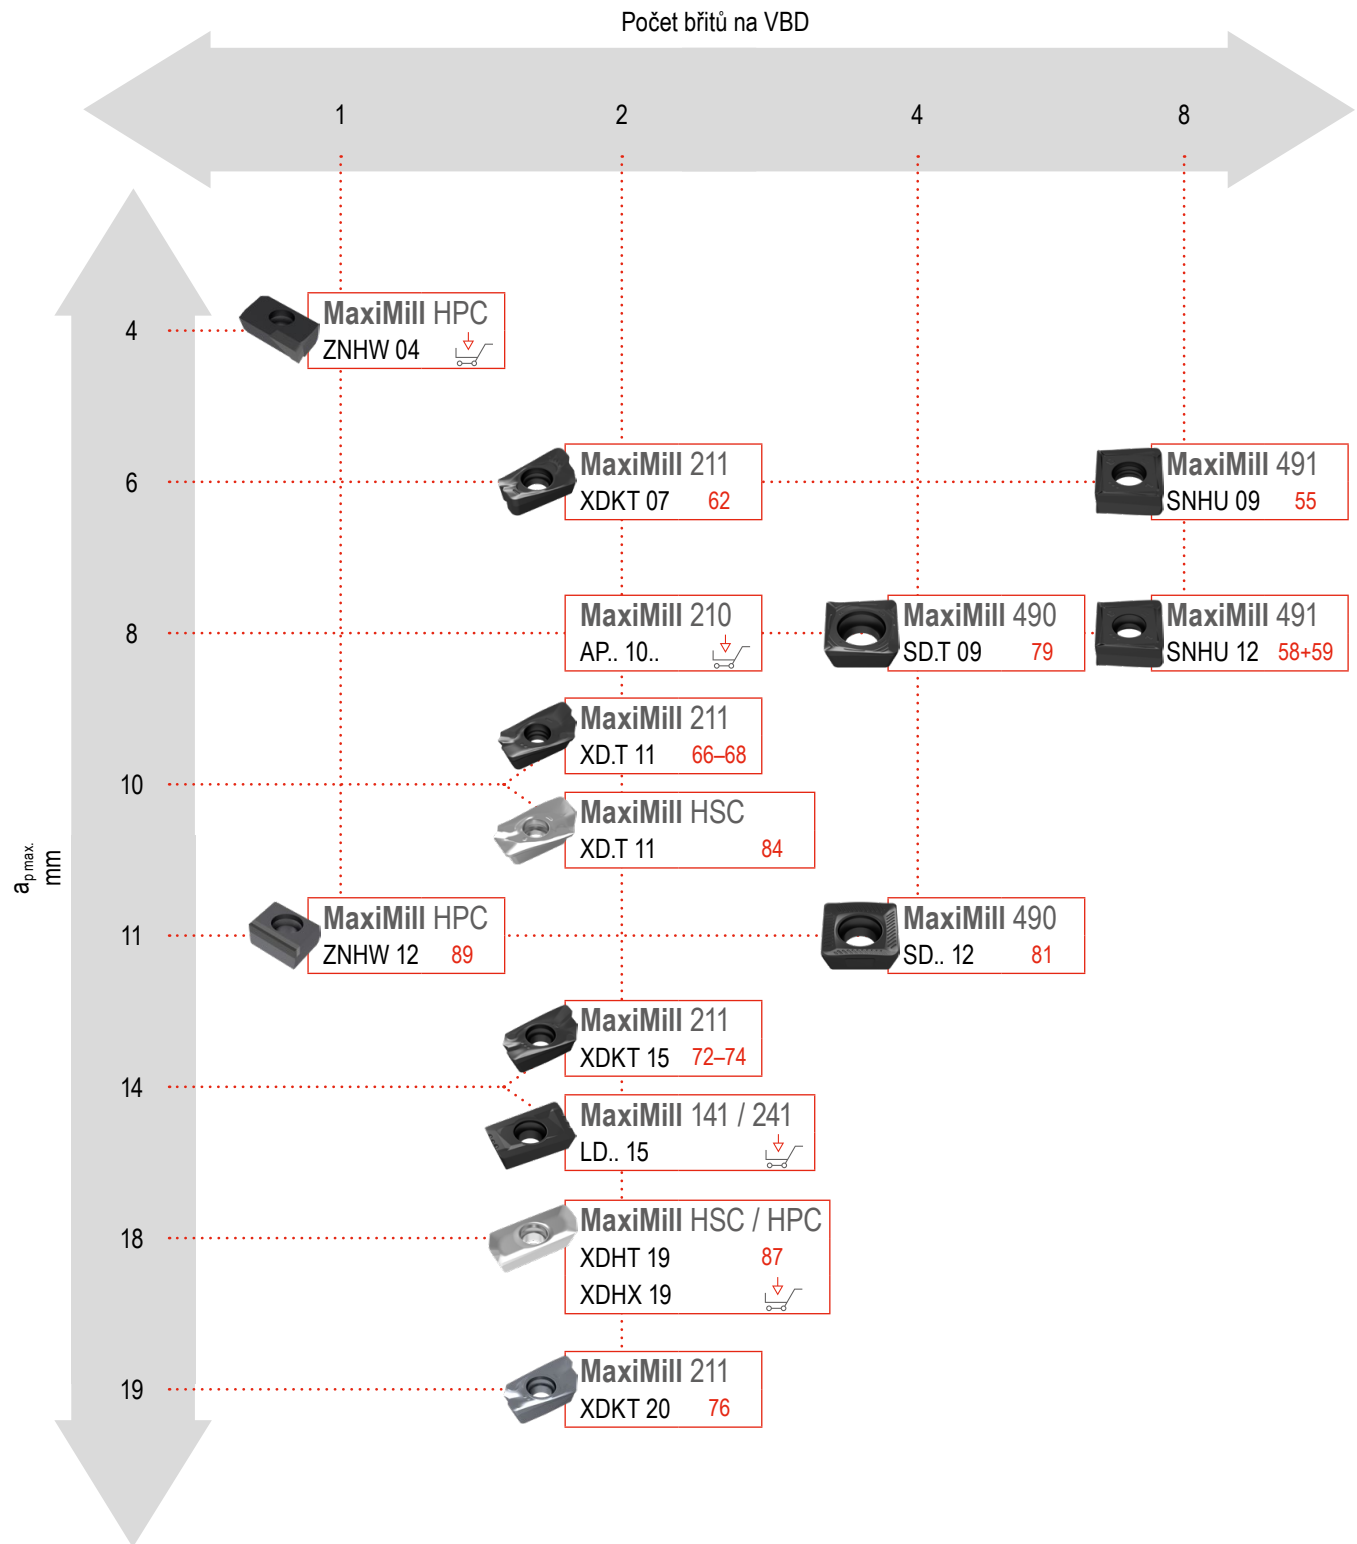 Počet břitů na VBD
1 2 4 8
4
MaxiMill HPC
ZNHW 04
6
MaxiMill 211
XDKT 07 62
MaxiMill 491
SNHU 09 55
8
MaxiMill 210
AP.. 10..
MaxiMill 490
SD.T 09 79
MaxiMill 491
SNHU 12 58+59
10
MaxiMill 211
XD.T 11 66–68
MaxiMill HSC
XD.T 11 84
ap max.
mm
11
MaxiMill HPC
ZNHW 12 89
MaxiMill 490
SD.. 12 81
14
MaxiMill 211
XDKT 15 72–74
MaxiMill 141 / 241
LD.. 15
18
MaxiMill HSC / HPC
XDHT 19 87
XDHX 19
19
MaxiMill 211
XDKT 20 76